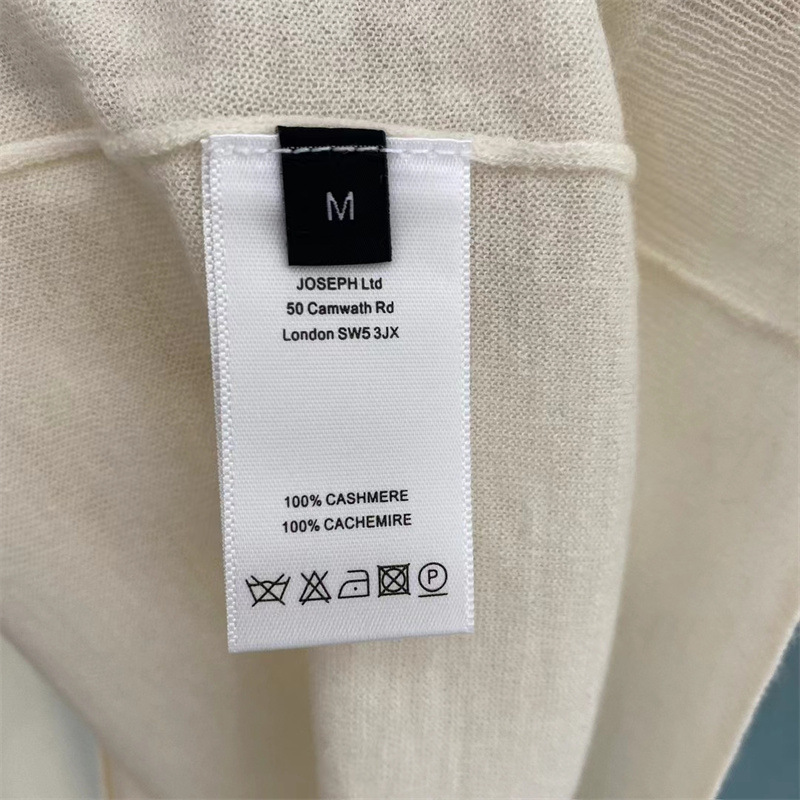 M
JOSEPH Ltd
50 Camwath Rd
London SW5 3JX
100% CASHMERE
100% CACHEMIRE
P